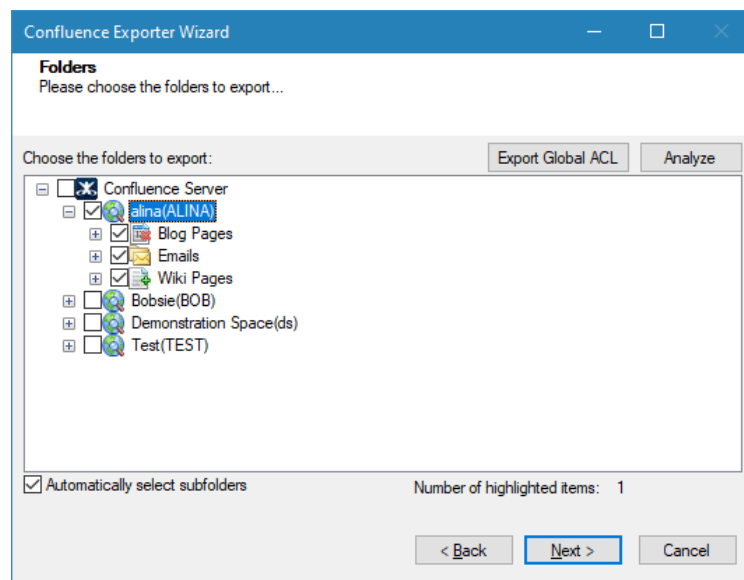 Confluence Exporter Wizard
Folders
Please choose the folders to export...
Choose the folders to export:
Export Global ACL
Analyze
Confluence Server
alina(ALINA)
Blog Pages
Emails
Wiki Pages
Bobsie(BOB)
Demonstration Space(ds)
Test(TEST)
Automatically select subfolders
Number of highlighted items: 1
< Back
Next >
Cancel